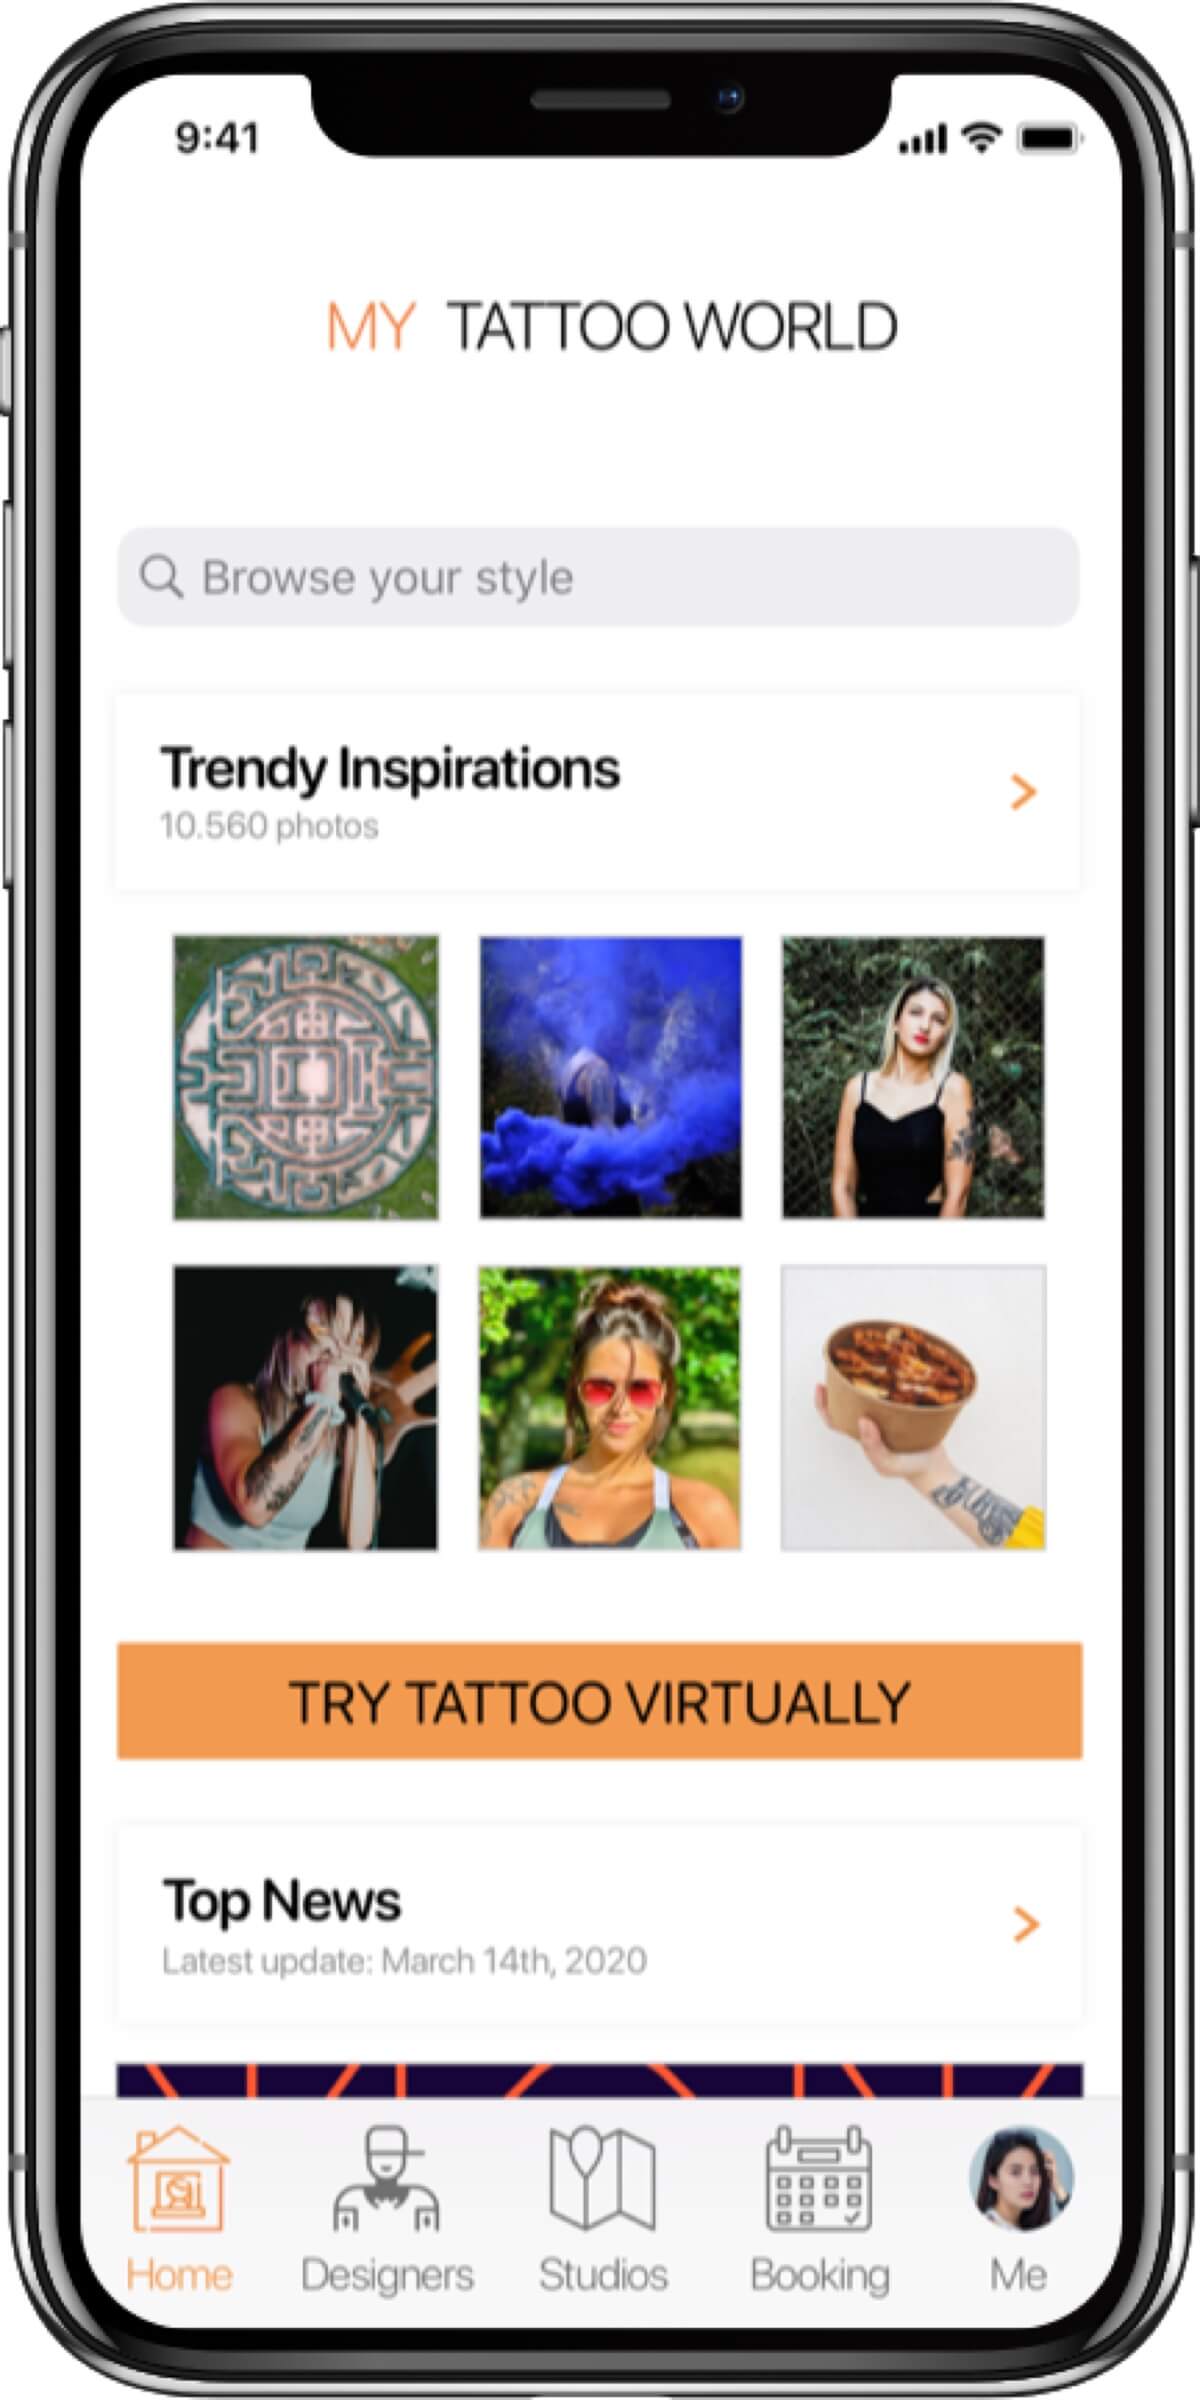 9:41
MY TATTOO WORLD
Browse your style
Trendy Inspirations
10.560 photos
TRY TATTOO VIRTUALLY
Top News
Latest update: March 14th, 2020
Home
Designers
Studios
Booking
Me